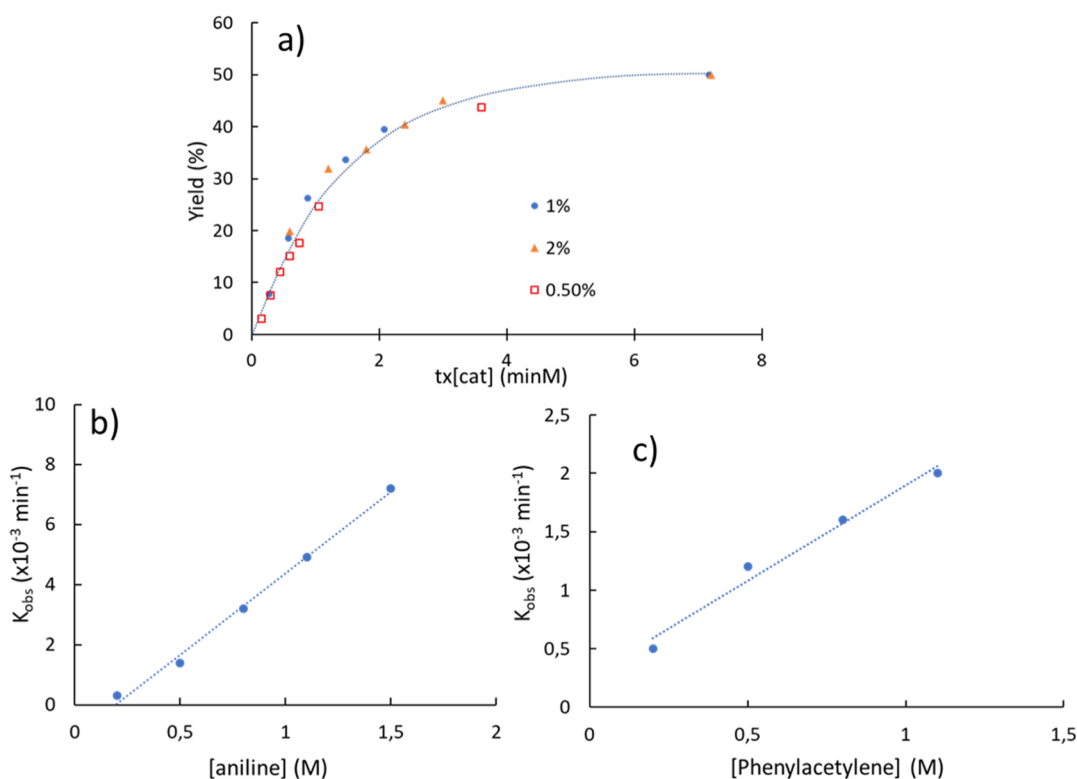 a)
60
50
40
30
20
10
0
Yield (%)
1%
2%
0.50%
0 2 4 6 8
tx[cat] (minM)
b)
10
8
6
4
2
0
K_obs (x10⁻³ min⁻¹)
0 0,5 1 1,5 2
[aniline] (M)
c)
2,5
2
1,5
1
0,5
0
K_obs (x10⁻³ min⁻¹)
0 0,5 1 1,5
[Phenylacetylene] (M)